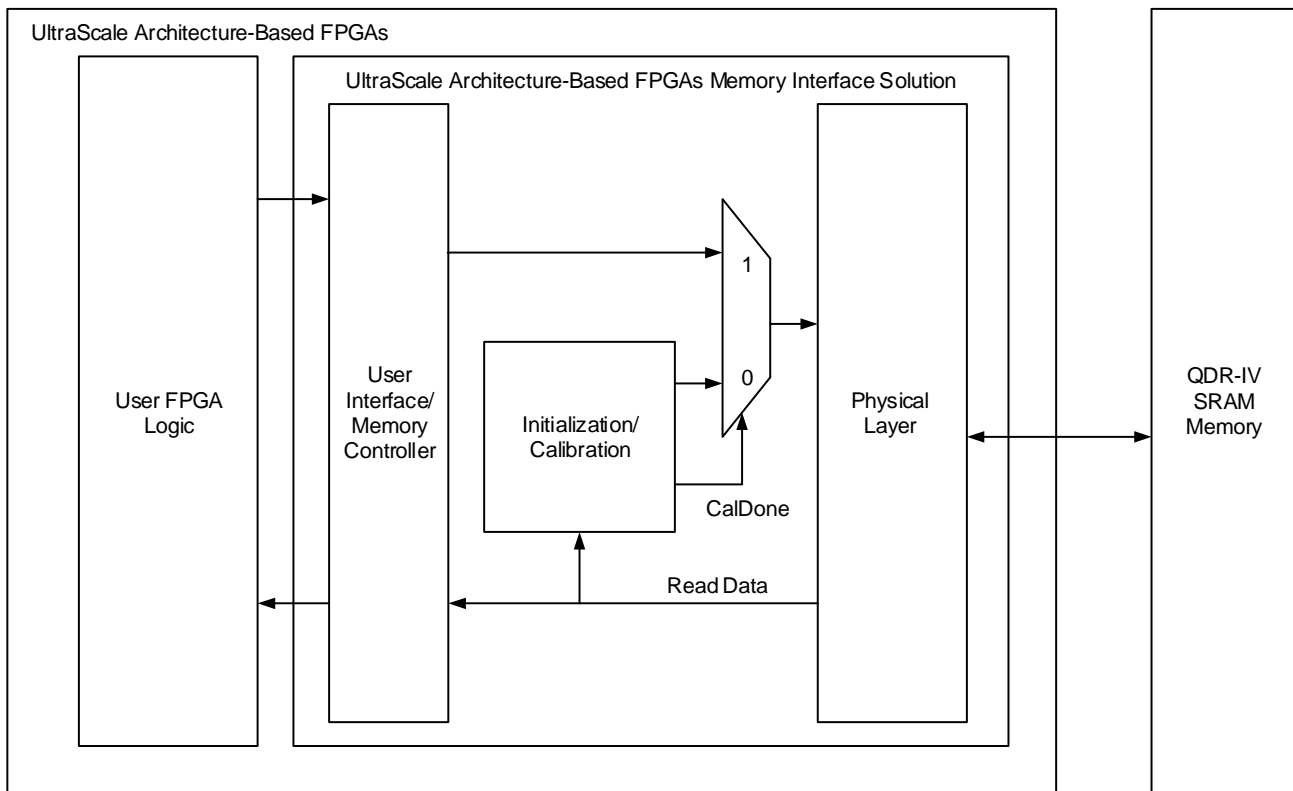 UltraScale Architecture-Based FPGAs
UltraScale Architecture-Based FPGAs Memory Interface Solution
User FPGA
Logic
User
Interface/
Memory
Controller
Initialization/
Calibration
1
0
CalDone
Read Data
Physical
Layer
QDR-IV
SRAM
Memory